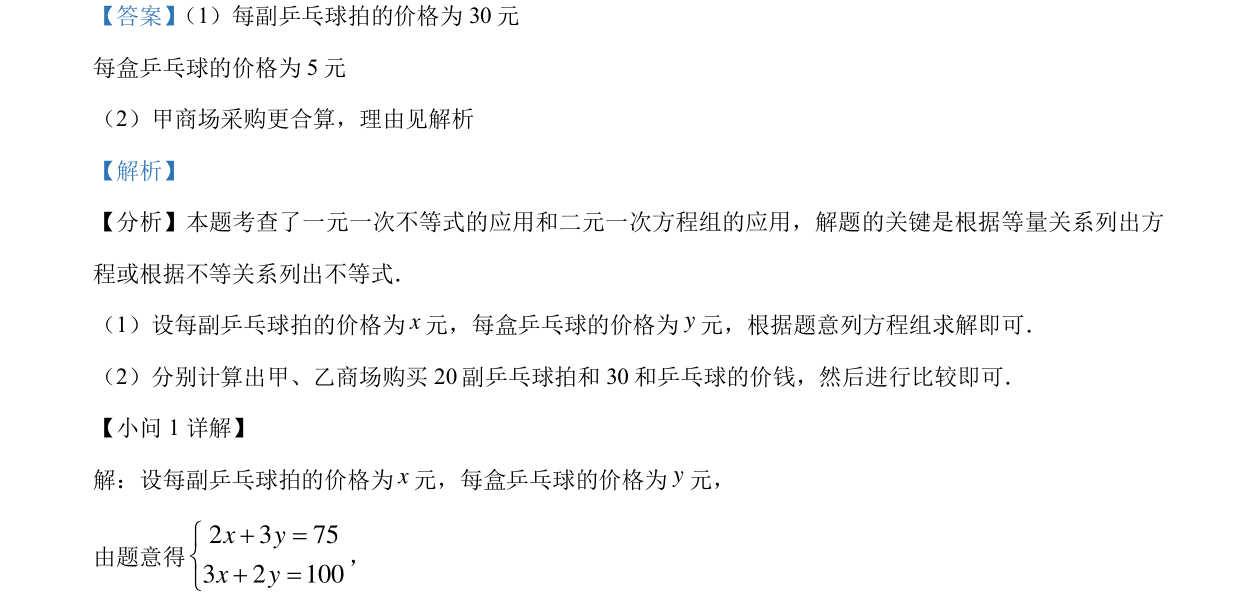 【答案】（1）每副乒乓球拍的价格为 30 元
每盒乒乓球的价格为 5 元
（2）甲商场采购更合算，理由见解析
【解析】
【分析】本题考查了一元一次不等式的应用和二元一次方程组的应用，解题的关键是根据等量关系列出方
程或根据不等关系列出不等式．
（1）设每副乒乓球拍的价格为 x 元，每盒乒乓球的价格为 y 元，根据题意列方程组求解即可．
（2）分别计算出甲、乙商场购买 20 副乒乓球拍和 30 和乒乓球的价钱，然后进行比较即可．
【小问 1 详解】
解：设每副乒乓球拍的价格为 x 元，每盒乒乓球的价格为 y 元，
由题意得{2x+3y=75
3x+2y=100，